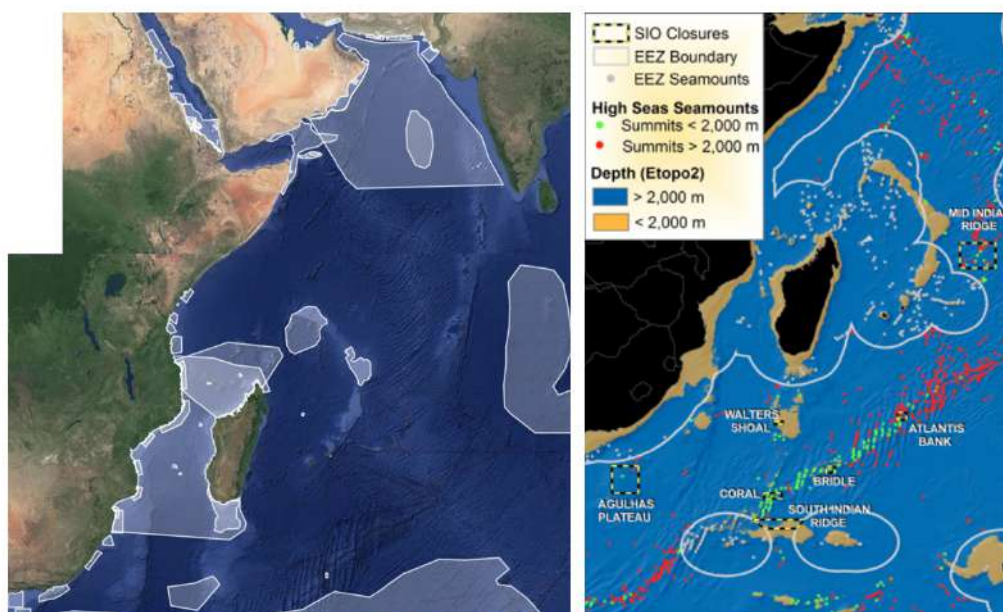 SIO Closures
EEZ Boundary
EEZ Seamounts
High Seas Seamounts
Summits < 2,000 m
Summits > 2,000 m
Depth (Etopo2)
> 2,000 m
< 2,000 m
MID INDIA
RIDGE
WALTERS
SHOAL
ATLANTIS
BANK
BRIDLE
CORAL
AGULHAS
PLATEAU
SOUTH INDIAN
RIDGE